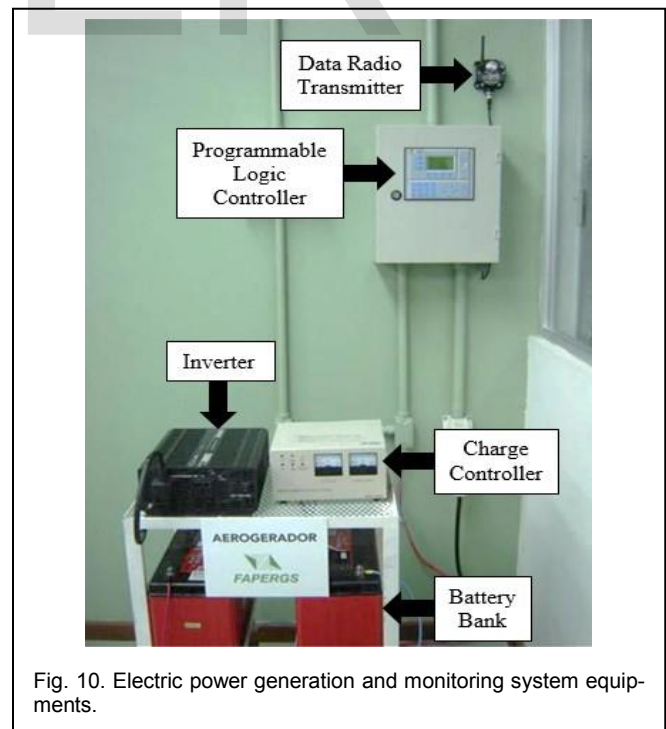 Data Radio
Transmitter
Programmable
Logic
Controller
Inverter
Charge
Controller
AEROGERADOR
FAPERGS
Battery
Bank
Fig. 10. Electric power generation and monitoring system equip-
ments.